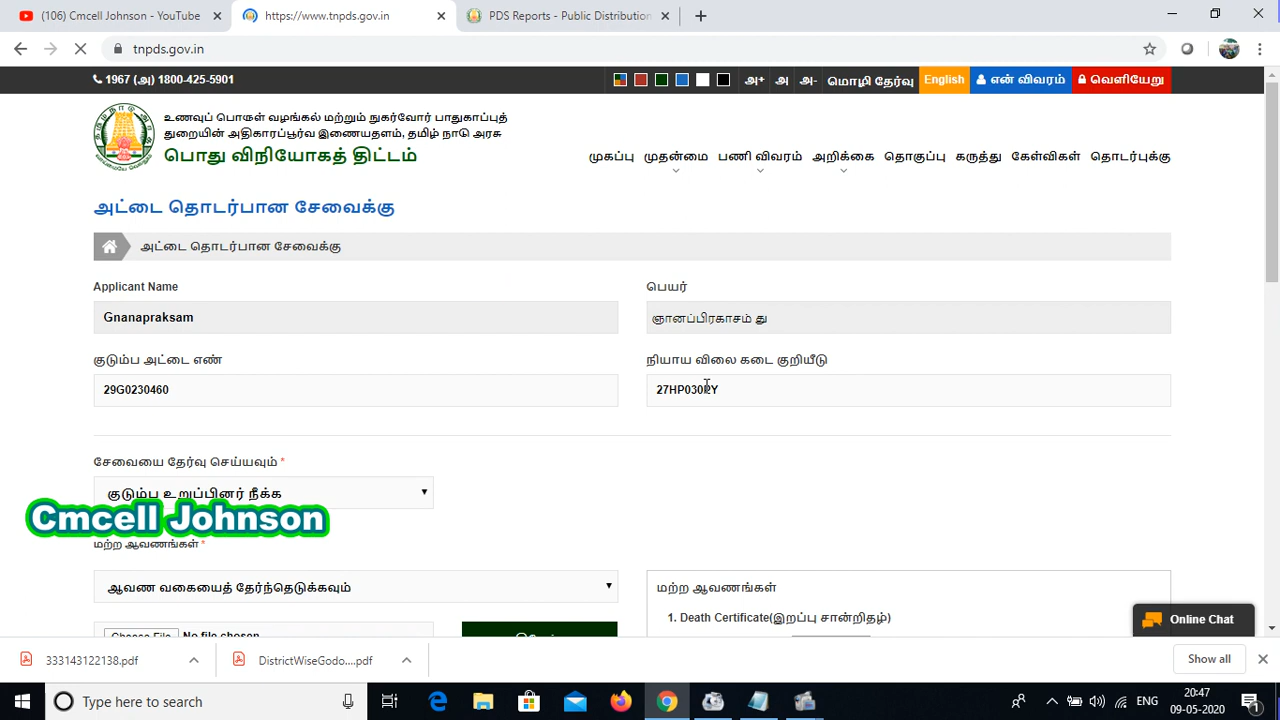 (106) Cmcell Johnson - YouTube
https://www.tnpds.gov.in
PDS Reports - Public Distribution
tnpds.gov.in
1967 (அ) 1800-425-5901
அ+ அ அ- மொழி தேர்வு English என் விவரம் வெளியேறு
உணவுப் பொருள் வழங்கல் மற்றும் நுகர்வோர் பாதுகாப்புத்
துறையின் அதிகாரப்பூர்வ இணையதளம், தமிழ் நாடு அரசு
பொது விநியோகத் திட்டம்
முகப்பு முதன்மை பணி விவரம் அறிக்கை தொகுப்பு கருத்து கேள்விகள் தொடர்புக்கு
அட்டை தொடர்பான சேவைக்கு
அட்டை தொடர்பான சேவைக்கு
Applicant Name
பெயர்
Gnanapraksam
ஞானப்பிரகாசம் து
குடும்ப அட்டை எண்
நியாய விலை கடை குறியீடு
29G0230460
சேவையை தேர்வு செய்யவும் *
குடும்ப உறுப்பினர் நீக்க
Cmcell Johnson
மற்ற ஆவணங்கள் *
ஆவண வகையைத் தேர்ந்தெடுக்கவும்
மற்ற ஆவணங்கள்
1. Death Certificate(இறப்பு சான்றிதழ்)
Choose File No file chosen
Online Chat
333143122138.pdf
DistrictWiseGodo....pdf
Show all
Type here to search
ENG
20:47
09-05-2020